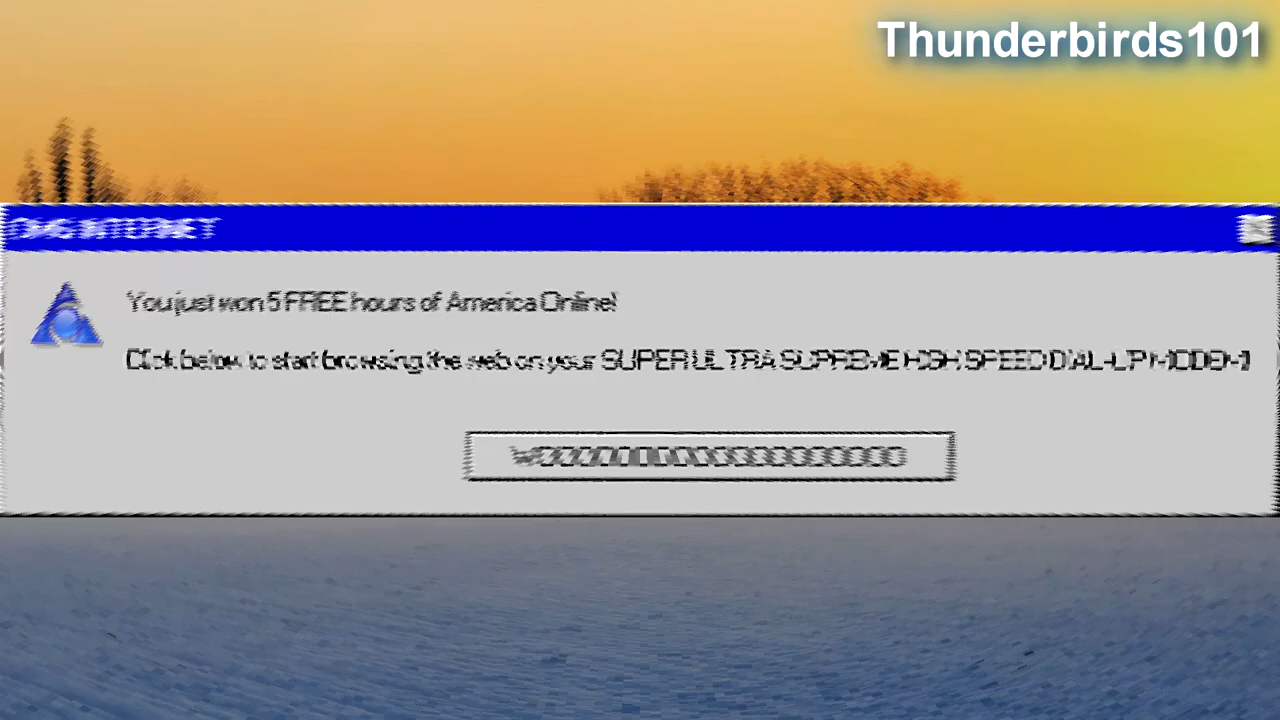 Thunderbirds101
OMG INTERNET
You just won 5 FREE hours of America Online!
Click below to start browsing the web on your SUPER ULTRA SUPREME HIGH SPEED DIAL-UP MODEM!